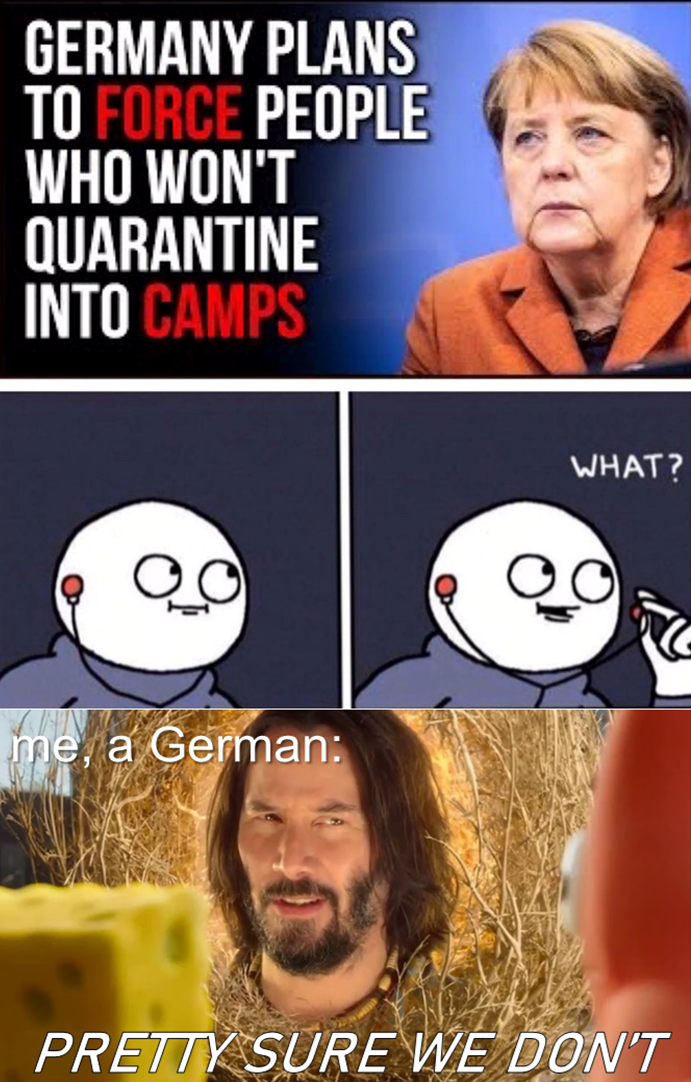 GERMANY PLANS
TO FORCE PEOPLE
WHO WON'T
QUARANTINE
INTO CAMPS
WHAT?
me, a German:
PRETTY SURE WE DON'T